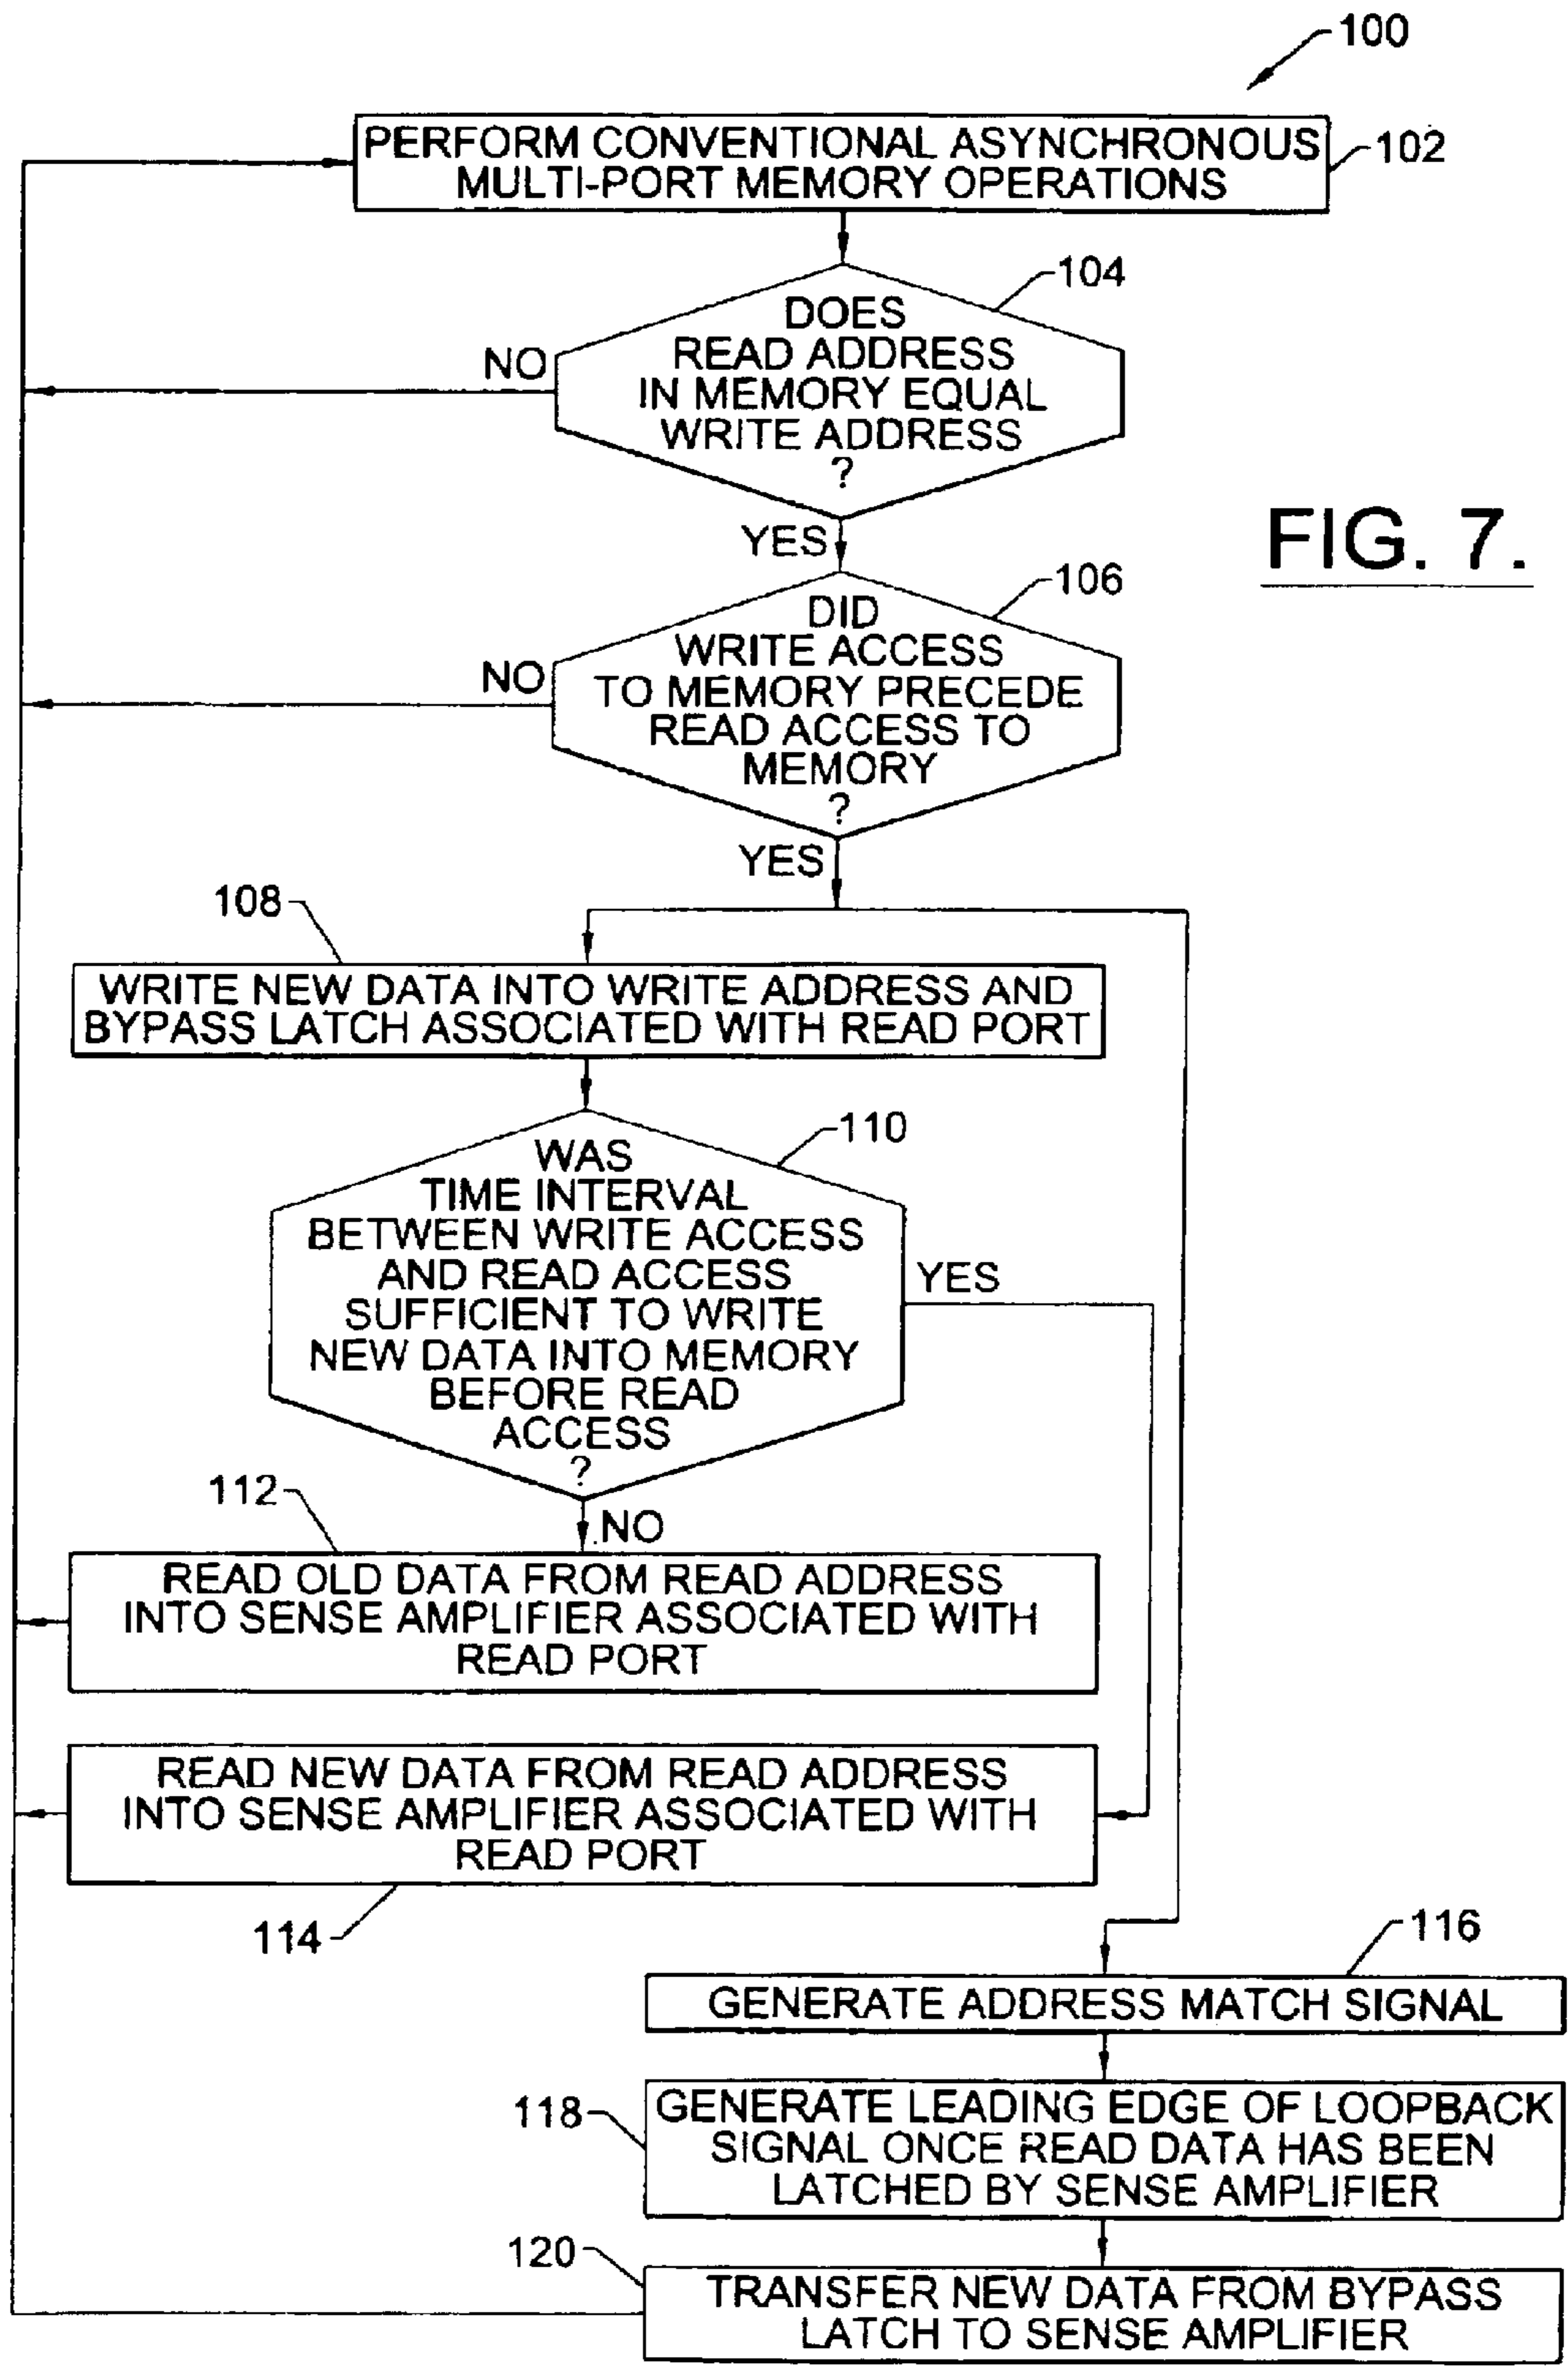 100
PERFORM CONVENTIONAL ASYNCHRONOUS
MULTI-PORT MEMORY OPERATIONS
102
104
DOES
READ ADDRESS
IN MEMORY EQUAL
WRITE ADDRESS
?
NO
YES
FIG. 7.
106
DID
WRITE ACCESS
TO MEMORY PRECEDE
READ ACCESS TO
MEMORY
?
NO
YES
108
WRITE NEW DATA INTO WRITE ADDRESS AND
BYPASS LATCH ASSOCIATED WITH READ PORT
110
WAS
TIME INTERVAL
BETWEEN WRITE ACCESS
AND READ ACCESS
SUFFICIENT TO WRITE
NEW DATA INTO MEMORY
BEFORE READ
ACCESS
?
YES
NO
112
READ OLD DATA FROM READ ADDRESS
INTO SENSE AMPLIFIER ASSOCIATED WITH
READ PORT
READ NEW DATA FROM READ ADDRESS
INTO SENSE AMPLIFIER ASSOCIATED WITH
READ PORT
114
116
GENERATE ADDRESS MATCH SIGNAL
118
GENERATE LEADING EDGE OF LOOPBACK
SIGNAL ONCE READ DATA HAS BEEN
LATCHED BY SENSE AMPLIFIER
120
TRANSFER NEW DATA FROM BYPASS
LATCH TO SENSE AMPLIFIER